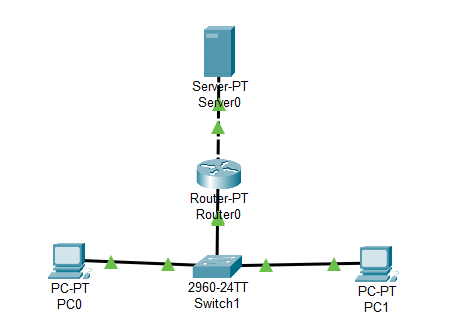 Server-PT
Server0
Router-PT
Router0
PC-PT
PC0
2960-24TT
Switch1
PC-PT
PC1